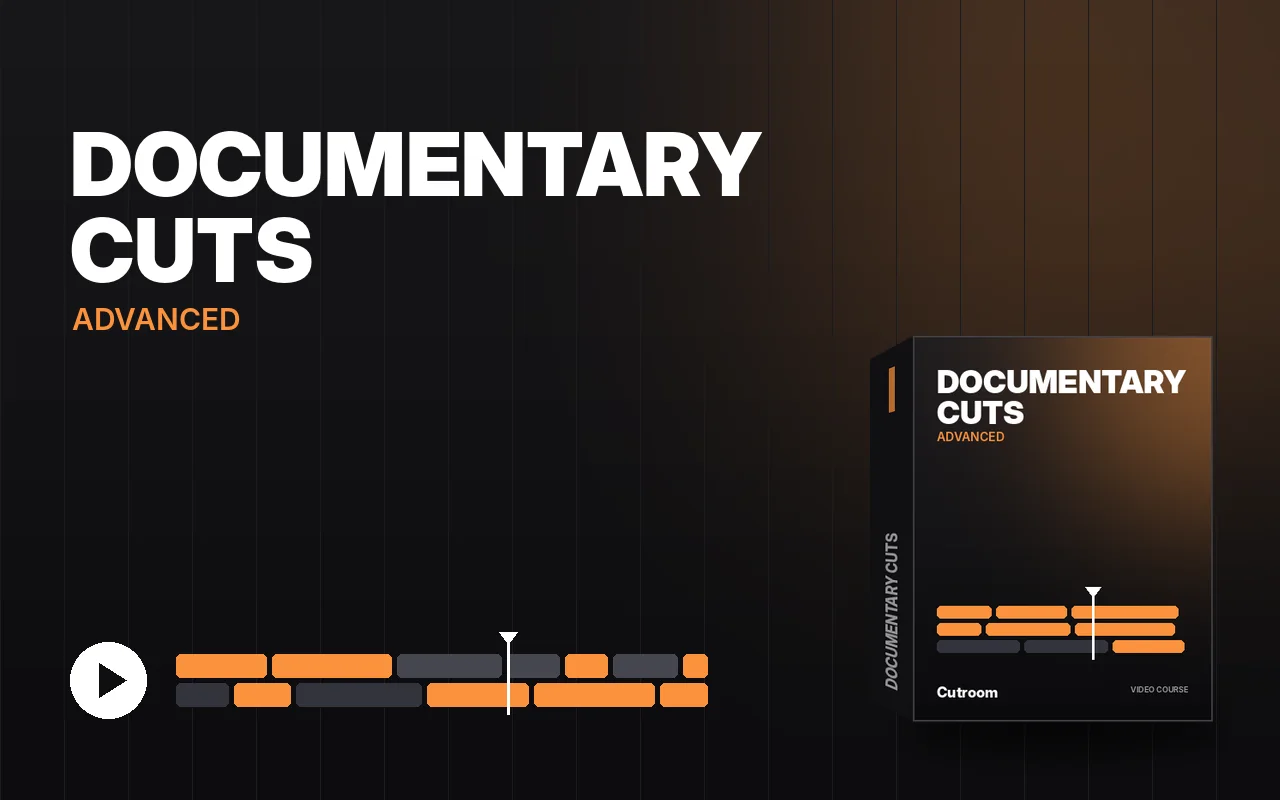 DOCUMENTARY
CUTS
ADVANCED
DOCUMENTARY CUTS
DOCUMENTARY
CUTS
ADVANCED
Cutroom
VIDEO COURSE